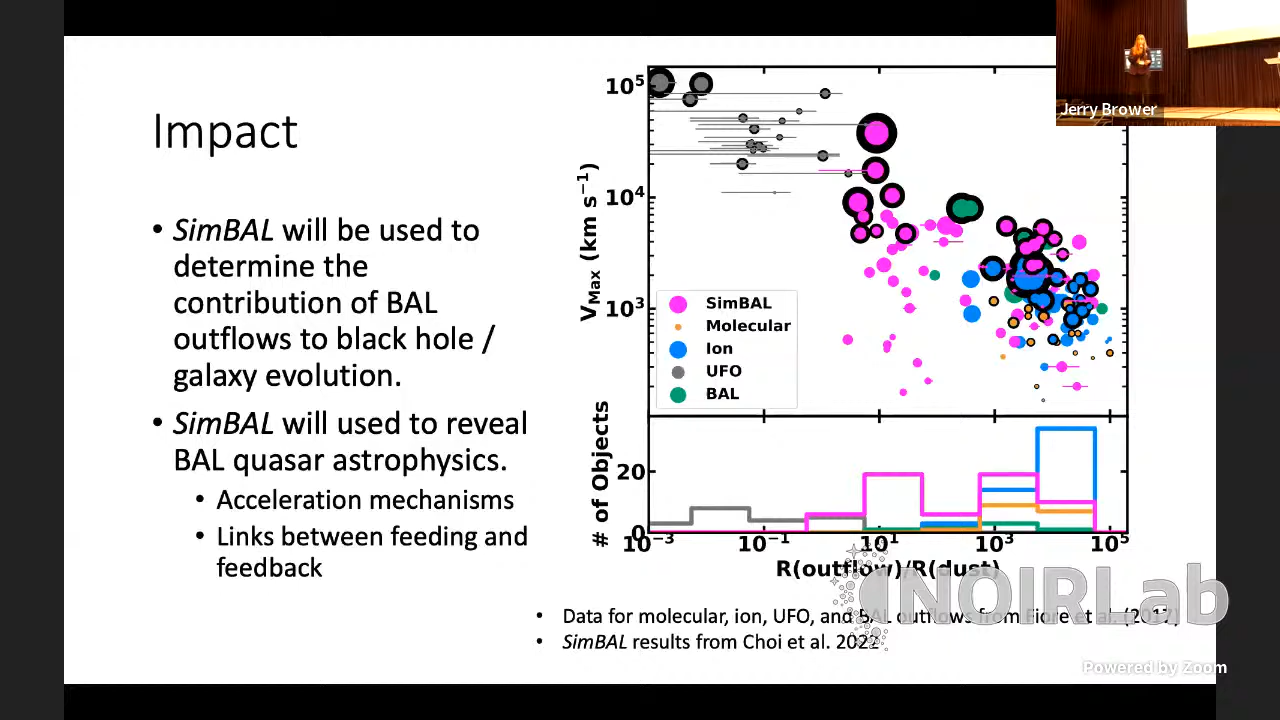 Impact
• SimBAL will be used to
determine the
contribution of BAL
outflows to black hole /
galaxy evolution.
• SimBAL will used to reveal
BAL quasar astrophysics.
• Acceleration mechanisms
• Links between feeding and
feedback
Jerry Brower
10⁵
10⁴
10³
V_Max (km s⁻¹)
SimBAL
Molecular
Ion
UFO
BAL
# of Objects
20
0
10⁻³ 10⁻¹ 10¹ 10³ 10⁵
R(outflow)/R(dust)
NOIRLab
• Data for molecular, ion, UFO, and BAL outflows from Fiore et al. (2017)
• SimBAL results from Choi et al. 2022
Powered by Zoom